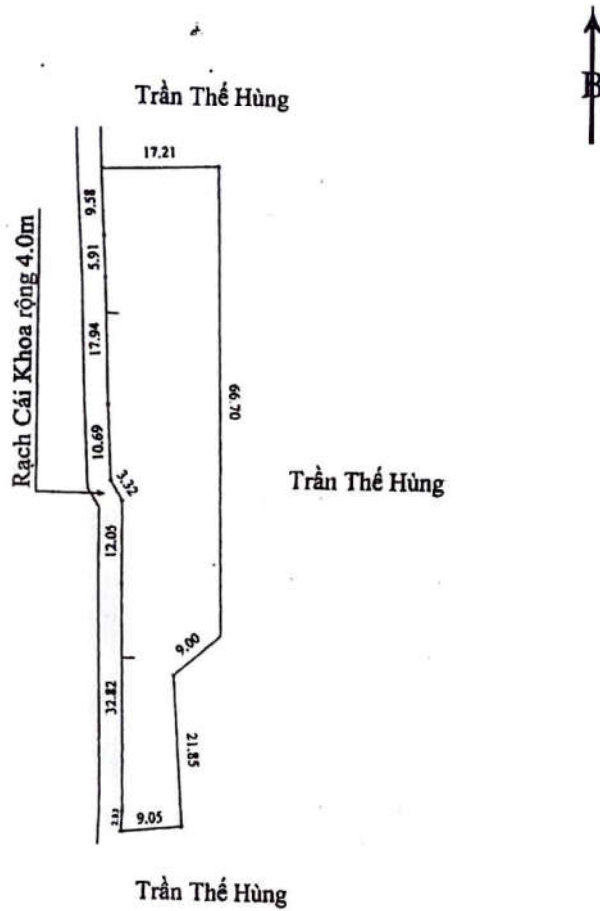 Trần Thế Hùng
B
17.21
9.58
5.91
17.94
10.69
3.32
66.70
Rạch Cái Khoa rộng 4.0m
Trần Thế Hùng
12.05
9.00
32.82
21.85
9.05
Trần Thế Hùng